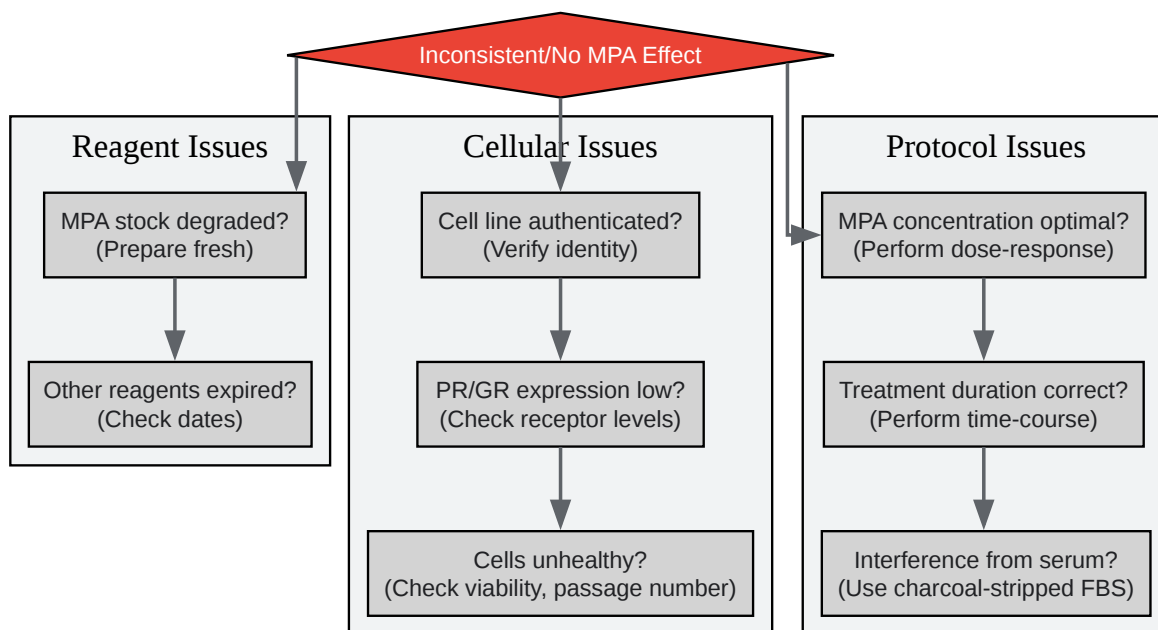 Inconsistent/No MPA Effect
Reagent Issues
MPA stock degraded?
(Prepare fresh)
Other reagents expired?
(Check dates)
Cellular Issues
Cell line authenticated?
(Verify identity)
PR/GR expression low?
(Check receptor levels)
Cells unhealthy?
(Check viability, passage number)
Protocol Issues
MPA concentration optimal?
(Perform dose-response)
Treatment duration correct?
(Perform time-course)
Interference from serum?
(Use charcoal-stripped FBS)